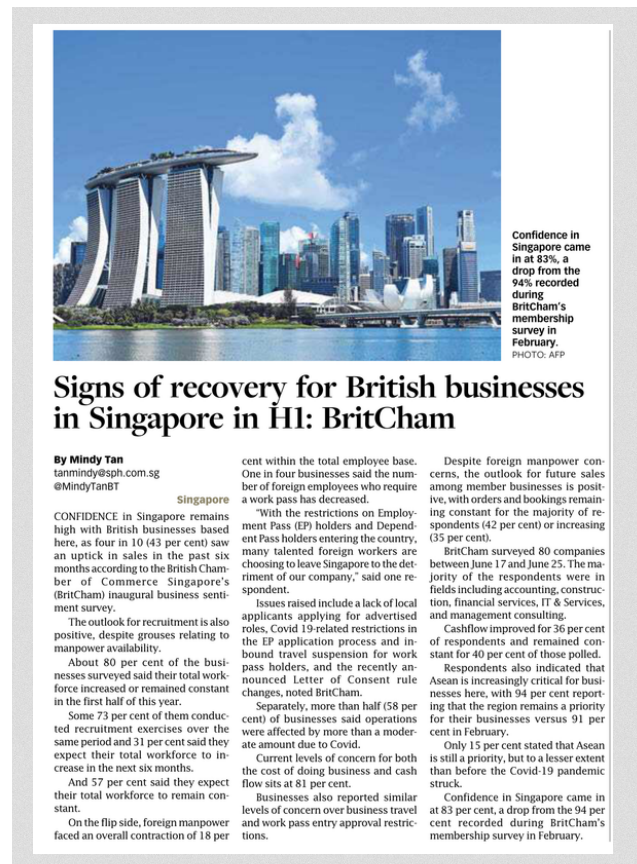 Confidence in
Singapore came
in at 83%, a
drop from the
94% recorded
during
BritCham's
membership
survey in
February.
PHOTO: AFP
Signs of recovery for British businesses
in Singapore in H1: BritCham
By Mindy Tan
tanmindy@sph.com.sg
@MindyTanBT
Singapore
CONFIDENCE in Singapore remains
high with British businesses based
here, as four in 10 (43 per cent) saw
an uptick in sales in the past six
months according to the British Cham-
ber of Commerce Singapore's
(BritCham) inaugural business senti-
ment survey.
The outlook for recruitment is also
positive, despite grouses relating to
manpower availability.
About 80 per cent of the busi-
nesses surveyed said their total work-
force increased or remained constant
in the first half of this year.
Some 73 per cent of them conduc-
ted recruitment exercises over the
same period and 31 per cent said they
expect their total workforce to in-
crease in the next six months.
And 57 per cent said they expect
their total workforce to remain con-
stant.
On the flip side, foreign manpower
faced an overall contraction of 18 per
cent within the total employee base.
One in four businesses said the num-
ber of foreign employees who require
a work pass has decreased.
"With the restrictions on Employ-
ment Pass (EP) holders and Depend-
ent Pass holders entering the country,
many talented foreign workers are
choosing to leave Singapore to the det-
riment of our company," said one re-
spondent.
Issues raised include a lack of local
applicants applying for advertised
roles, Covid 19-related restrictions in
the EP application process and in-
bound travel suspension for work
pass holders, and the recently an-
nounced Letter of Consent rule
changes, noted BritCham.
Separately, more than half (58 per
cent) of businesses said operations
were affected by more than a moder-
ate amount due to Covid.
Current levels of concern for both
the cost of doing business and cash
flow sits at 81 per cent.
Businesses also reported similar
levels of concern over business travel
and work pass entry approval restric-
tions.
Despite foreign manpower con-
cerns, the outlook for future sales
among member businesses is posit-
ive, with orders and bookings remain-
ing constant for the majority of re-
spondents (42 per cent) or increasing
(35 per cent).
BritCham surveyed 80 companies
between June 17 and June 25. The ma-
jority of the respondents were in
fields including accounting, construc-
tion, financial services, IT & Services,
and management consulting.
Cashflow improved for 36 per cent
of respondents and remained con-
stant for 40 per cent of those polled.
Respondents also indicated that
Asean is increasingly critical for busi-
nesses here, with 94 per cent report-
ing that the region remains a priority
for their businesses versus 91 per
cent in February.
Only 15 per cent stated that Asean
is still a priority, but to a lesser extent
than before the Covid-19 pandemic
struck.
Confidence in Singapore came in
at 83 per cent, a drop from the 94 per
cent recorded during BritCham's
membership survey in February.